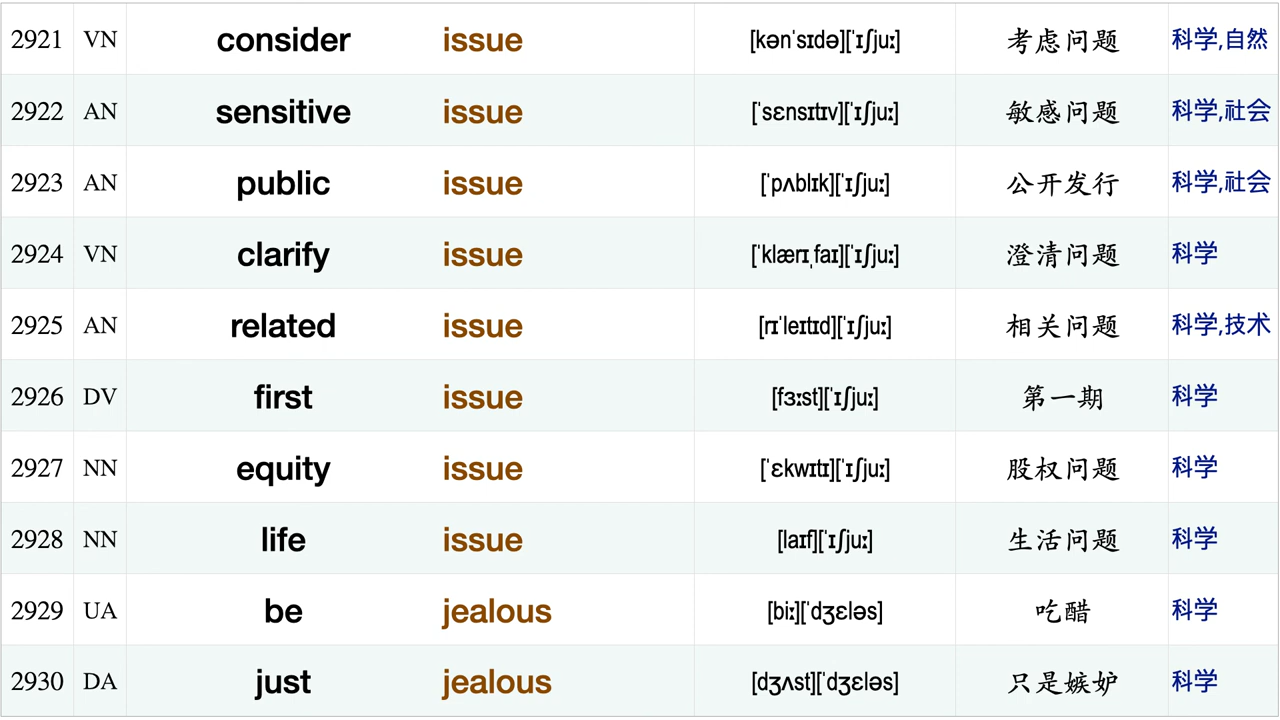 2921 VN consider issue [kənˈsɪdə][ˈɪʃjuː] 考虑问题 科学,自然
2922 AN sensitive issue [ˈsɛnsɪtɪv][ˈɪʃjuː] 敏感问题 科学,社会
2923 AN public issue [ˈpʌblɪk][ˈɪʃjuː] 公开发行 科学,社会
2924 VN clarify issue [ˈklærɪˌfaɪ][ˈɪʃjuː] 澄清问题 科学
2925 AN related issue [rɪˈleɪtɪd][ˈɪʃjuː] 相关问题 科学,技术
2926 DV first issue [fɜːst][ˈɪʃjuː] 第一期 科学
2927 NN equity issue [ˈɛkwɪtɪ][ˈɪʃjuː] 股权问题 科学
2928 NN life issue [laɪf][ˈɪʃjuː] 生活问题 科学
2929 UA be jealous [biː][ˈdʒɛləs] 吃醋 科学
2930 DA just jealous [dʒʌst][ˈdʒɛləs] 只是嫉妒 科学